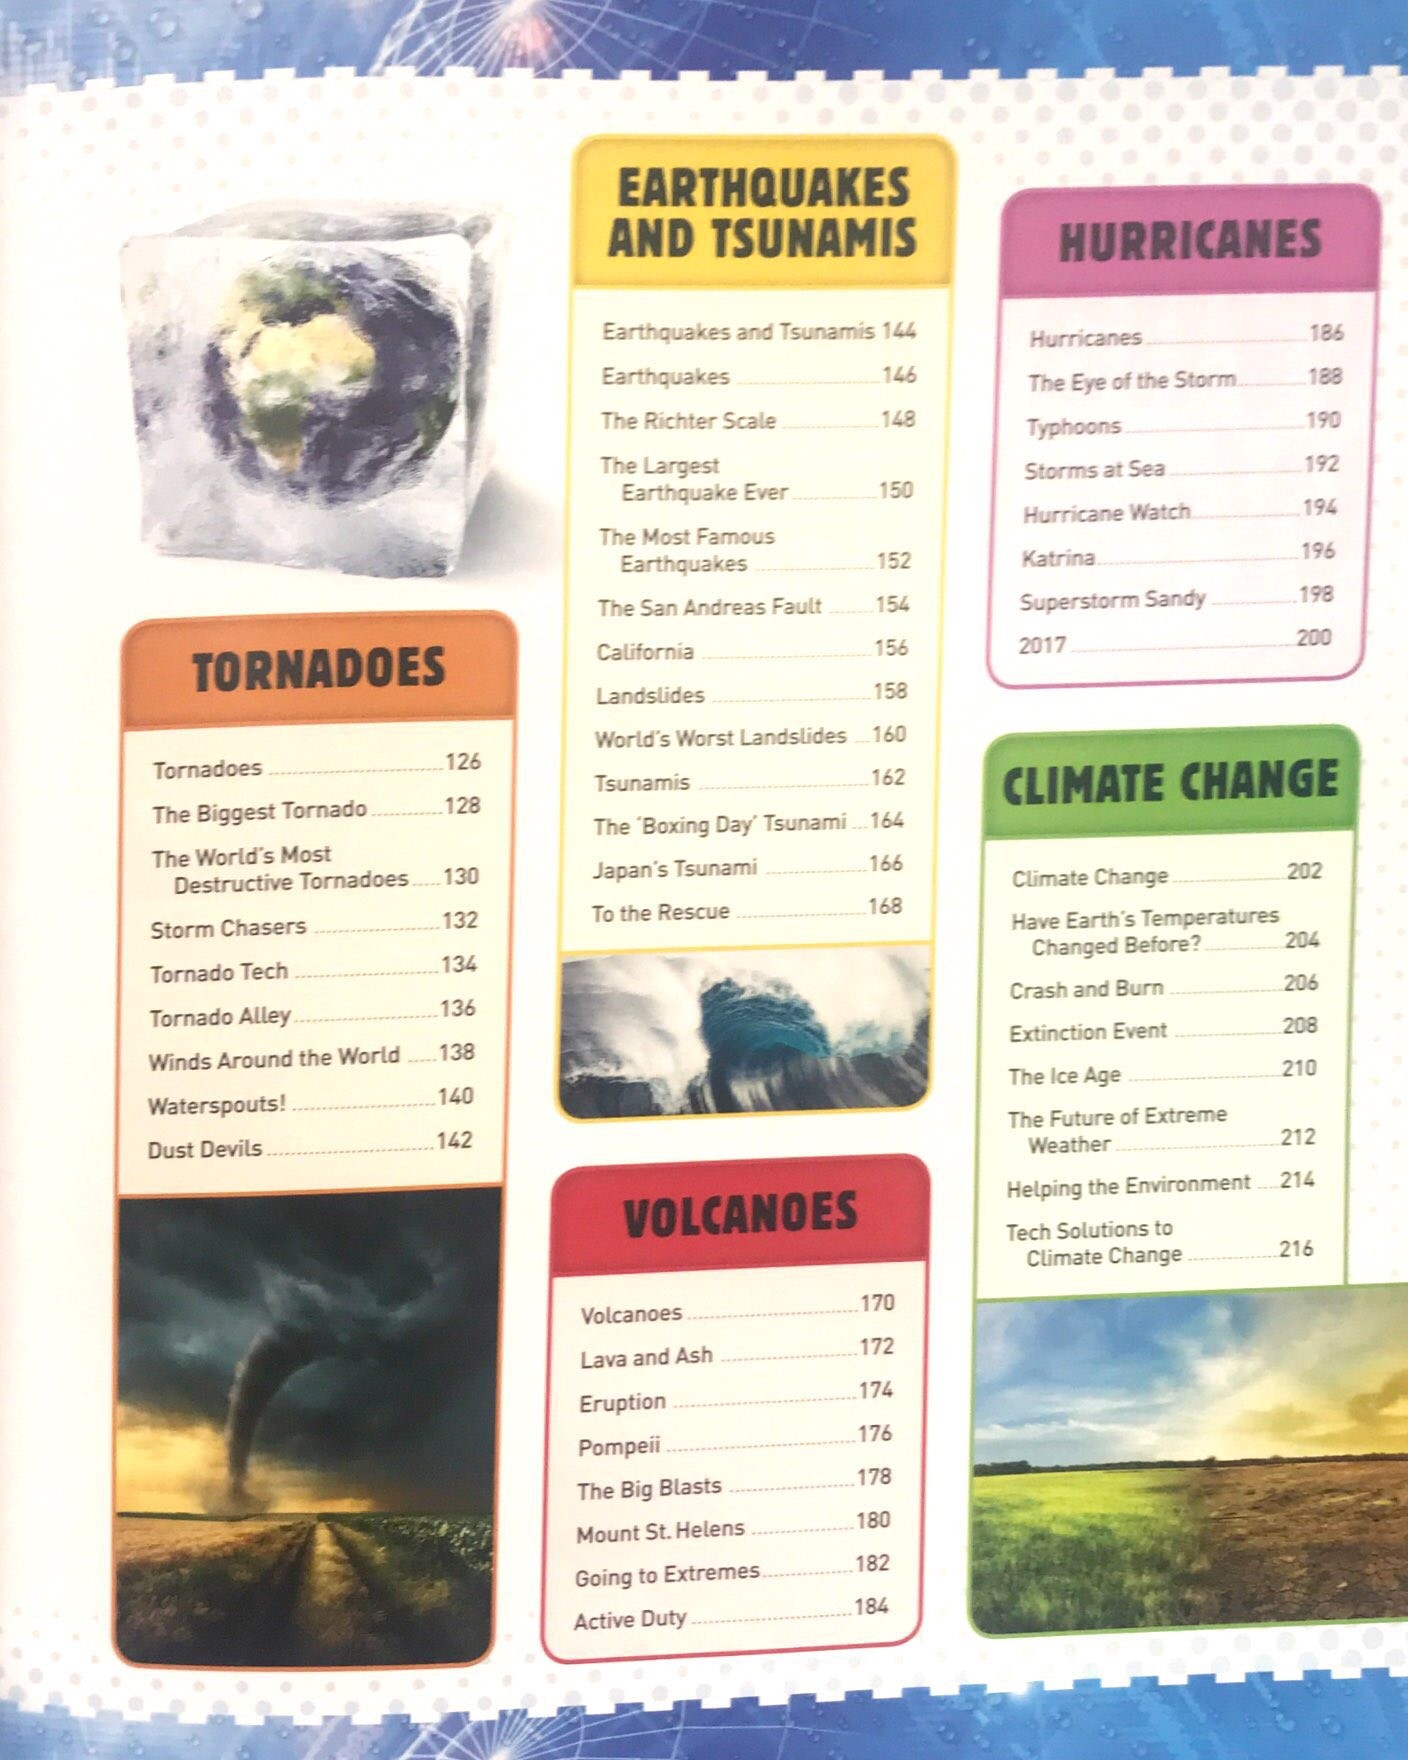 TORNADOES
Tornadoes 126
The Biggest Tornado 128
The World's Most
Destructive Tornadoes 130
Storm Chasers 132
Tornado Tech 134
Tornado Alley 136
Winds Around the World 138
Waterspouts! 140
Dust Devils 142
EARTHQUAKES
AND TSUNAMIS
Earthquakes and Tsunamis 144
Earthquakes 146
The Richter Scale 148
The Largest
Earthquake Ever 150
The Most Famous
Earthquakes 152
The San Andreas Fault 154
California 156
Landslides 158
World's Worst Landslides 160
Tsunamis 162
The ‘Boxing Day’ Tsunami 164
Japan's Tsunami 166
To the Rescue 168
VOLCANOES
Volcanoes 170
Lava and Ash 172
Eruption 174
Pompeii 176
The Big Blasts 178
Mount St. Helens 180
Going to Extremes 182
Active Duty 184
HURRICANES
Hurricanes 186
The Eye of the Storm 188
Typhoons 190
Storms at Sea 192
Hurricane Watch 194
Katrina 196
Superstorm Sandy 198
2017 200
CLIMATE CHANGE
Climate Change 202
Have Earth's Temperatures
Changed Before? 204
Crash and Burn 206
Extinction Event 208
The Ice Age 210
The Future of Extreme
Weather 212
Helping the Environment 214
Tech Solutions to
Climate Change 216